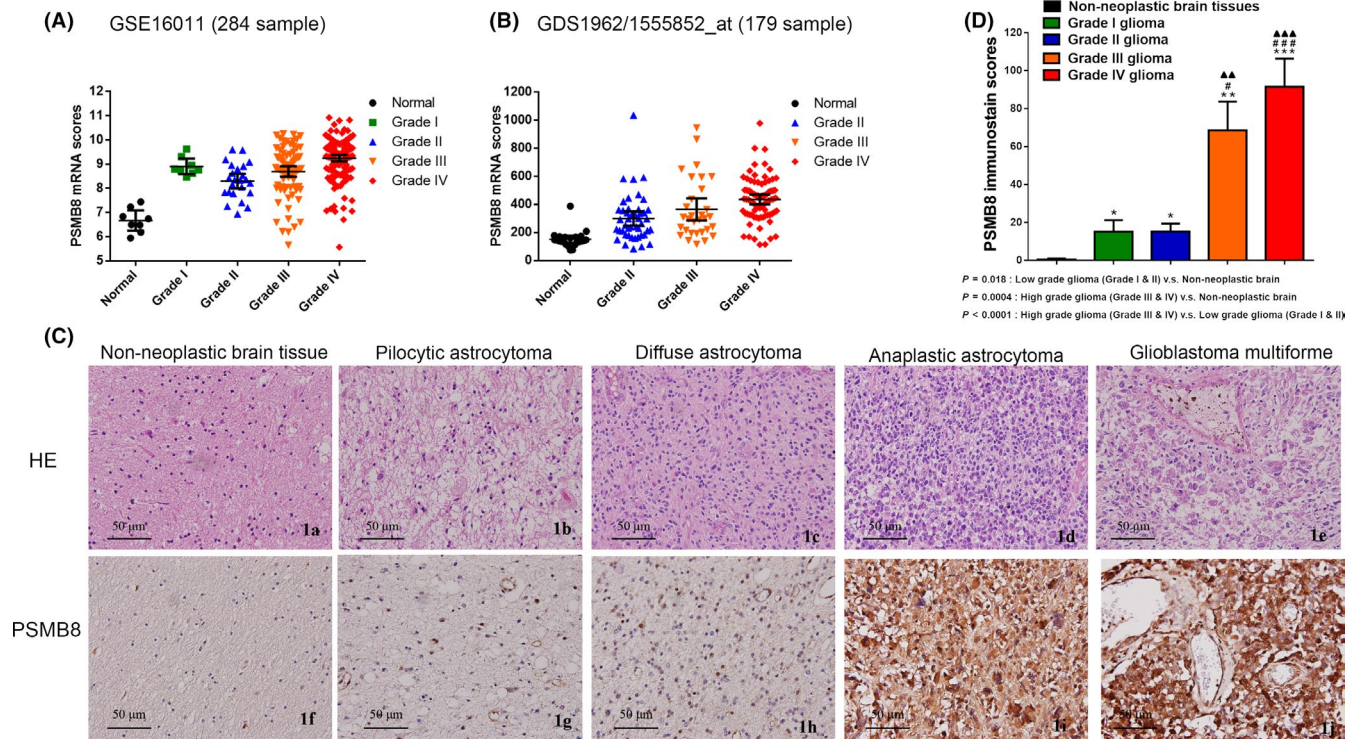 (A) GSE16011 (284 sample)
PSMB8 mRNA scores
12
11
10
9
8
7
6
5
Normal
Grade I
Grade II
Grade III
Grade IV
Normal
Grade I
Grade II
Grade III
Grade IV
(B) GDS1962/1555852_at (179 sample)
PSMB8 mRNA scores
1200
1000
800
600
400
200
0
Normal
Grade II
Grade III
Grade IV
Normal
Grade II
Grade III
Grade IV
(D)
Non-neoplastic brain tissues
Grade I glioma
Grade II glioma
Grade III glioma
Grade IV glioma
PSMB8 immunostain scores
120
100
80
60
40
20
0
*
*
▲▲
#
**
▲▲▲
###
***
P = 0.018 : Low grade glioma (Grade I & II) v.s. Non-neoplastic brain
P = 0.0004 : High grade glioma (Grade III & IV) v.s. Non-neoplastic brain
P < 0.0001 : High grade glioma (Grade III & IV) v.s. Low grade glioma (Grade I & II)
(C)
Non-neoplastic brain tissue
Pilocytic astrocytoma
Diffuse astrocytoma
Anaplastic astrocytoma
Glioblastoma multiforme
HE
50 μm 1a
50 μm 1b
50 μm 1c
50 μm 1d
50 μm 1e
PSMB8
50 μm 1f
50 μm 1g
50 μm 1h
50 μm 1i
50 μm 1j